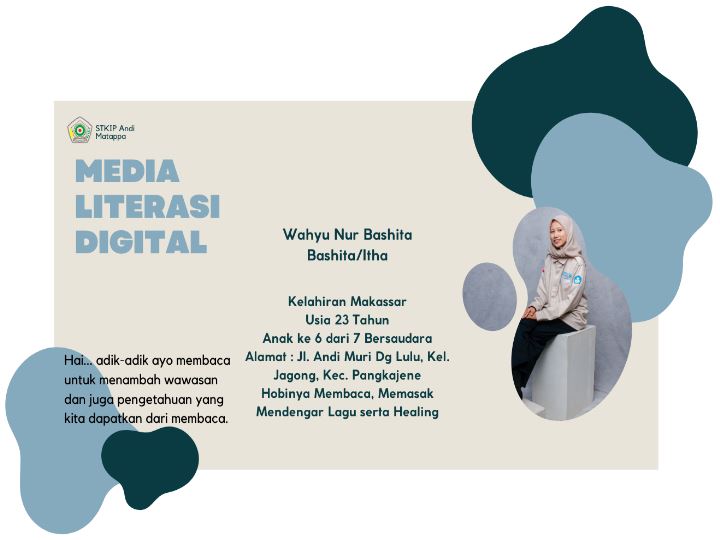 STKIP Andi
Matappa
MEDIA
LITERASI
DIGITAL
Wahyu Nur Bashita
Bashita/Itha
Kelahiran Makassar
Usia 23 Tahun
Anak ke 6 dari 7 Bersaudara
Alamat : Jl. Andi Muri Dg Lulu, Kel.
Jagong, Kec. Pangkajene
Hobinya Membaca, Memasak
Mendengar Lagu serta Healing
Hai... adik-adik ayo membaca
untuk menambah wawasan
dan juga pengetahuan yang
kita dapatkan dari membaca.